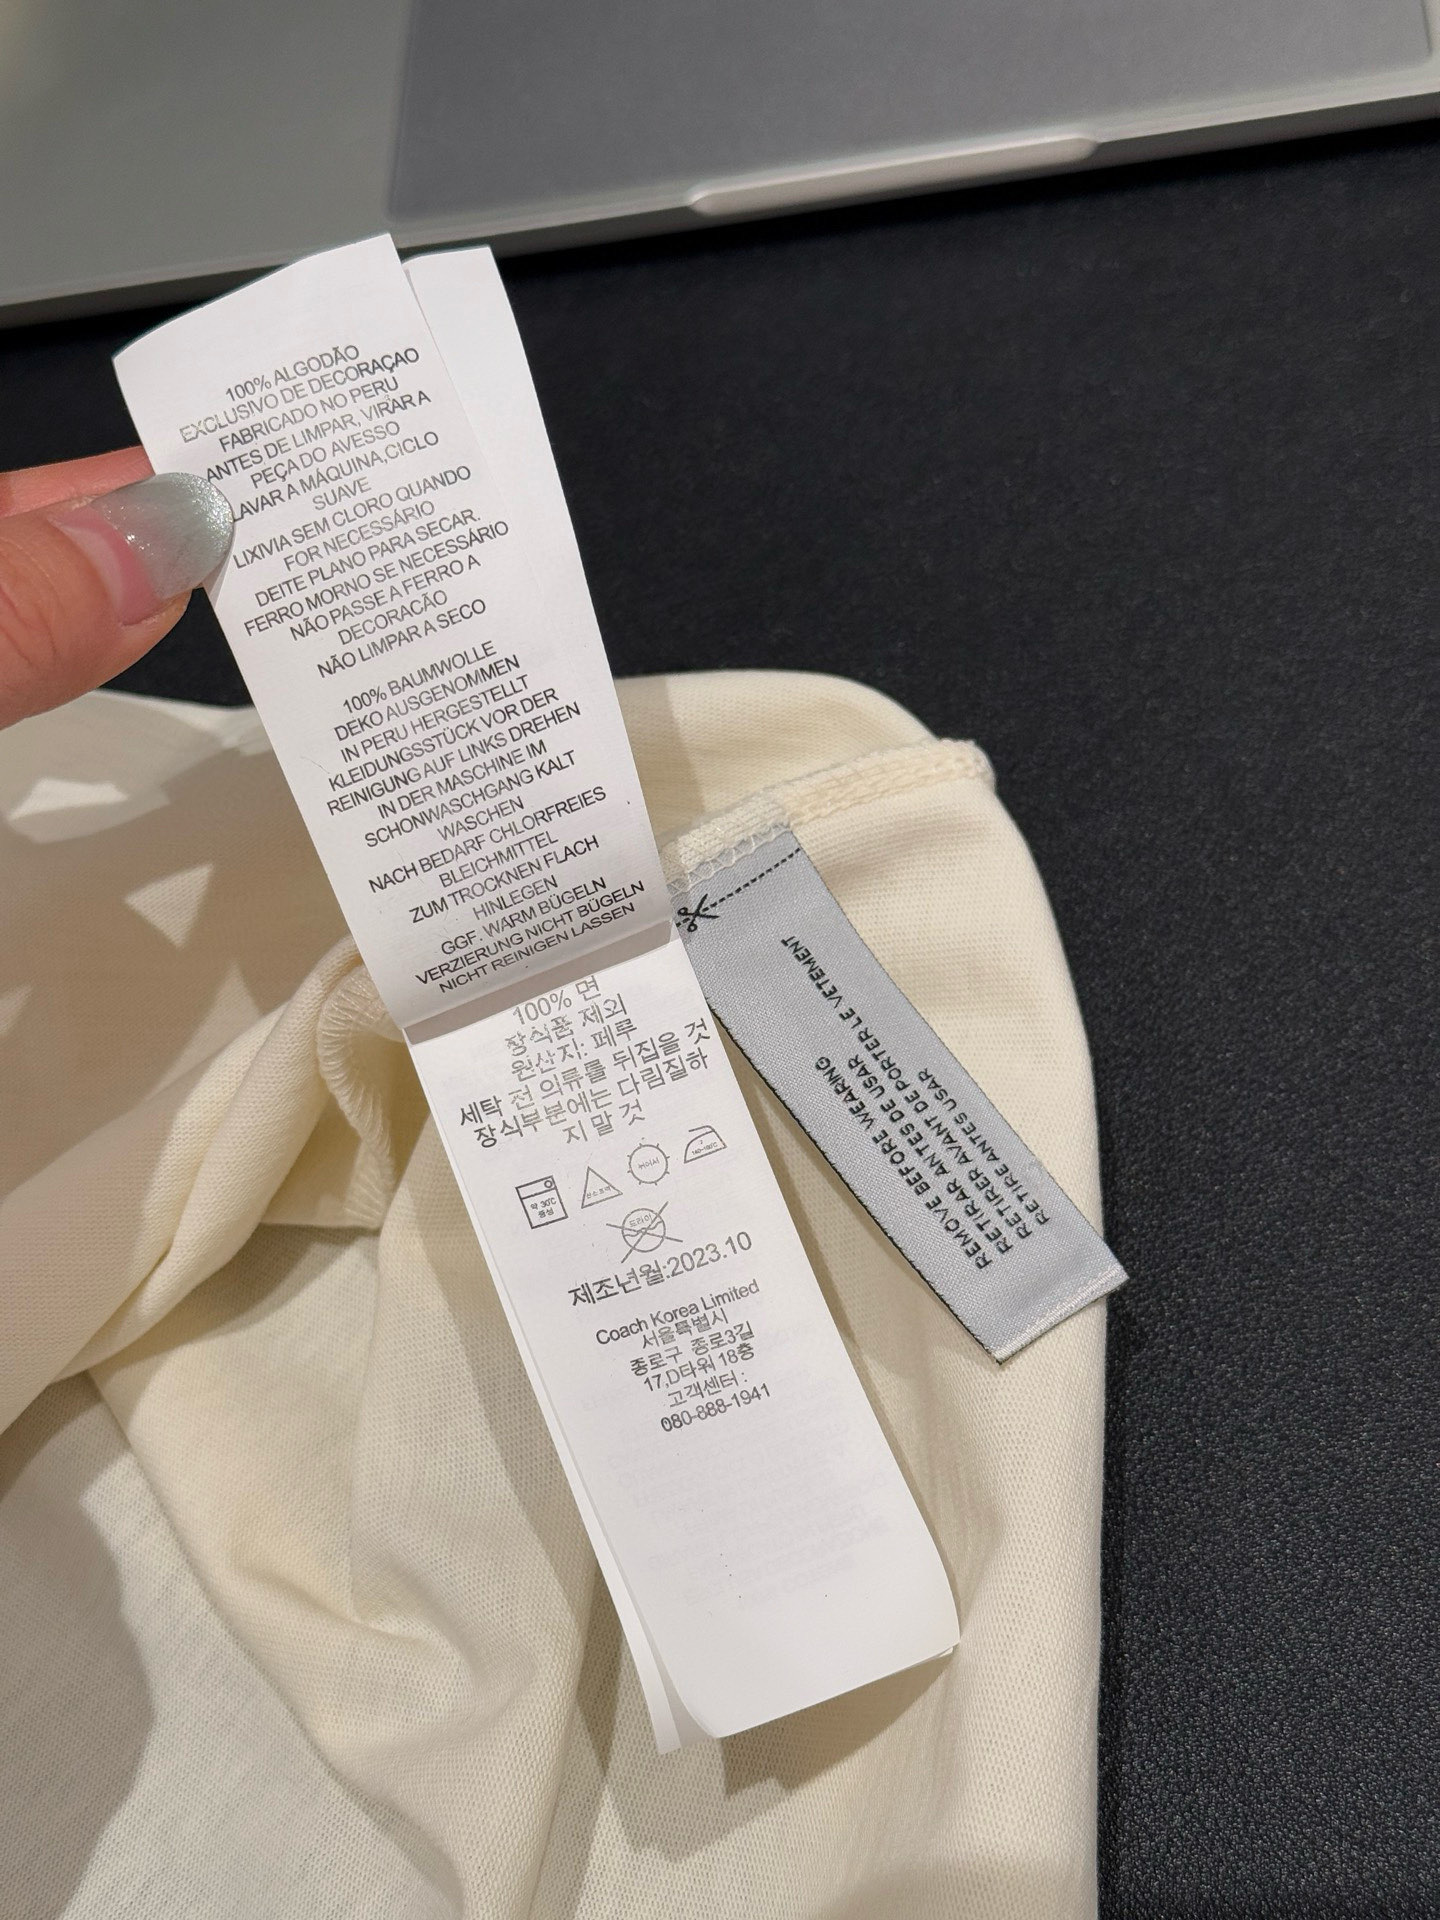 100% ALGODÃO
EXCLUSIVO DE DECORAÇAO
FABRICADO NO PERU
ANTES DE LIMPAR, VIRAR A
PEÇA DO AVESSO
LAVAR A MÁQUINA,CICLO
SUAVE
LIXIVIA SEM CLORO QUANDO
FOR NECESSÁRIO
DEITE PLANO PARA SECAR.
FERRO MORNO SE NECESSÁRIO
NÃO PASSE A FERRO A
DECORAÇÃO
NÃO LIMPAR A SECO
100% BAUMWOLLE
DEKO AUSGENOMMEN
IN PERU HERGESTELLT
KLEIDUNGSSTÜCK VOR DER
REINIGUNG AUF LINKS DREHEN
IN DER MASCHINE IM
SCHONWASCHGANG KALT
WASCHEN
NACH BEDARF CHLORFREIES
BLEICHMITTEL
ZUM TROCKNEN FLACH
HINLEGEN
GGF. WARM BÜGELN
VERZIERUNG NICHT BÜGELN
NICHT REINIGEN LASSEN
100% 면
장식품 제외
원산지: 페루
세탁 전 의류를 뒤집을 것
장식부분에는 다림질하
지 말 것
약 30℃
중성
드라이
제조년월:2023.10
Coach Korea Limited
서울특별시
종로구 종로3길
17,D타워 18층
고객센터 :
080-888-1941
REMOVE BEFORE WEARING
RETIRAR ANTES DE USAR
RETIRER AVANT DE PORTER LE VETEMENT
RETIRE ANTES USAR